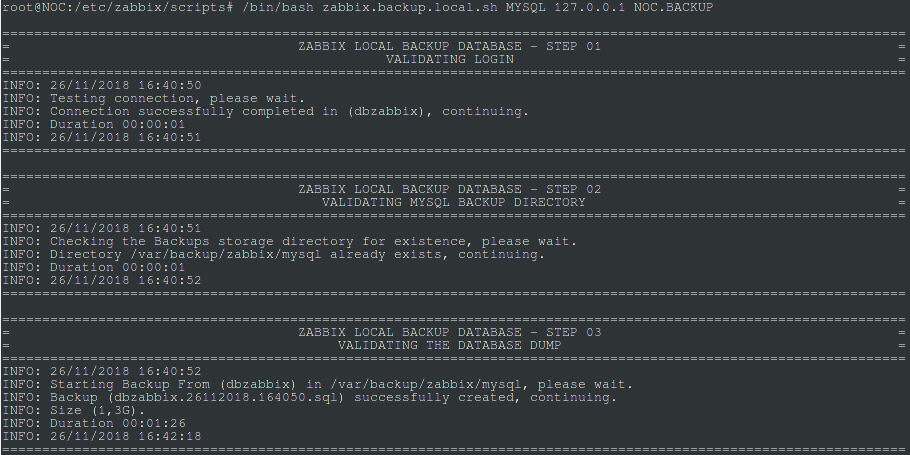 root@NOC:/etc/zabbix/scripts# /bin/bash zabbix.backup.local.sh MYSQL 127.0.0.1 NOC.BACKUP
=================================================================================================================
= ZABBIX LOCAL BACKUP DATABASE - STEP 01 =
= VALIDATING LOGIN =
=================================================================================================================
INFO: 26/11/2018 16:40:50
INFO: Testing connection, please wait.
INFO: Connection successfully completed in (dbzabbix), continuing.
INFO: Duration 00:00:01
INFO: 26/11/2018 16:40:51
=================================================================================================================
=================================================================================================================
= ZABBIX LOCAL BACKUP DATABASE - STEP 02 =
= VALIDATING MYSQL BACKUP DIRECTORY =
=================================================================================================================
INFO: 26/11/2018 16:40:51
INFO: Checking the Backups storage directory for existence, please wait.
INFO: Directory /var/backup/zabbix/mysql already exists, continuing.
INFO: Duration 00:00:01
INFO: 26/11/2018 16:40:52
=================================================================================================================
=================================================================================================================
= ZABBIX LOCAL BACKUP DATABASE - STEP 03 =
= VALIDATING THE DATABASE DUMP =
=================================================================================================================
INFO: 26/11/2018 16:40:52
INFO: Starting Backup From (dbzabbix) in /var/backup/zabbix/mysql, please wait.
INFO: Backup (dbzabbix.26112018.164050.sql) successfully created, continuing.
INFO: Size (1,3G).
INFO: Duration 00:01:26
INFO: 26/11/2018 16:42:18
=================================================================================================================